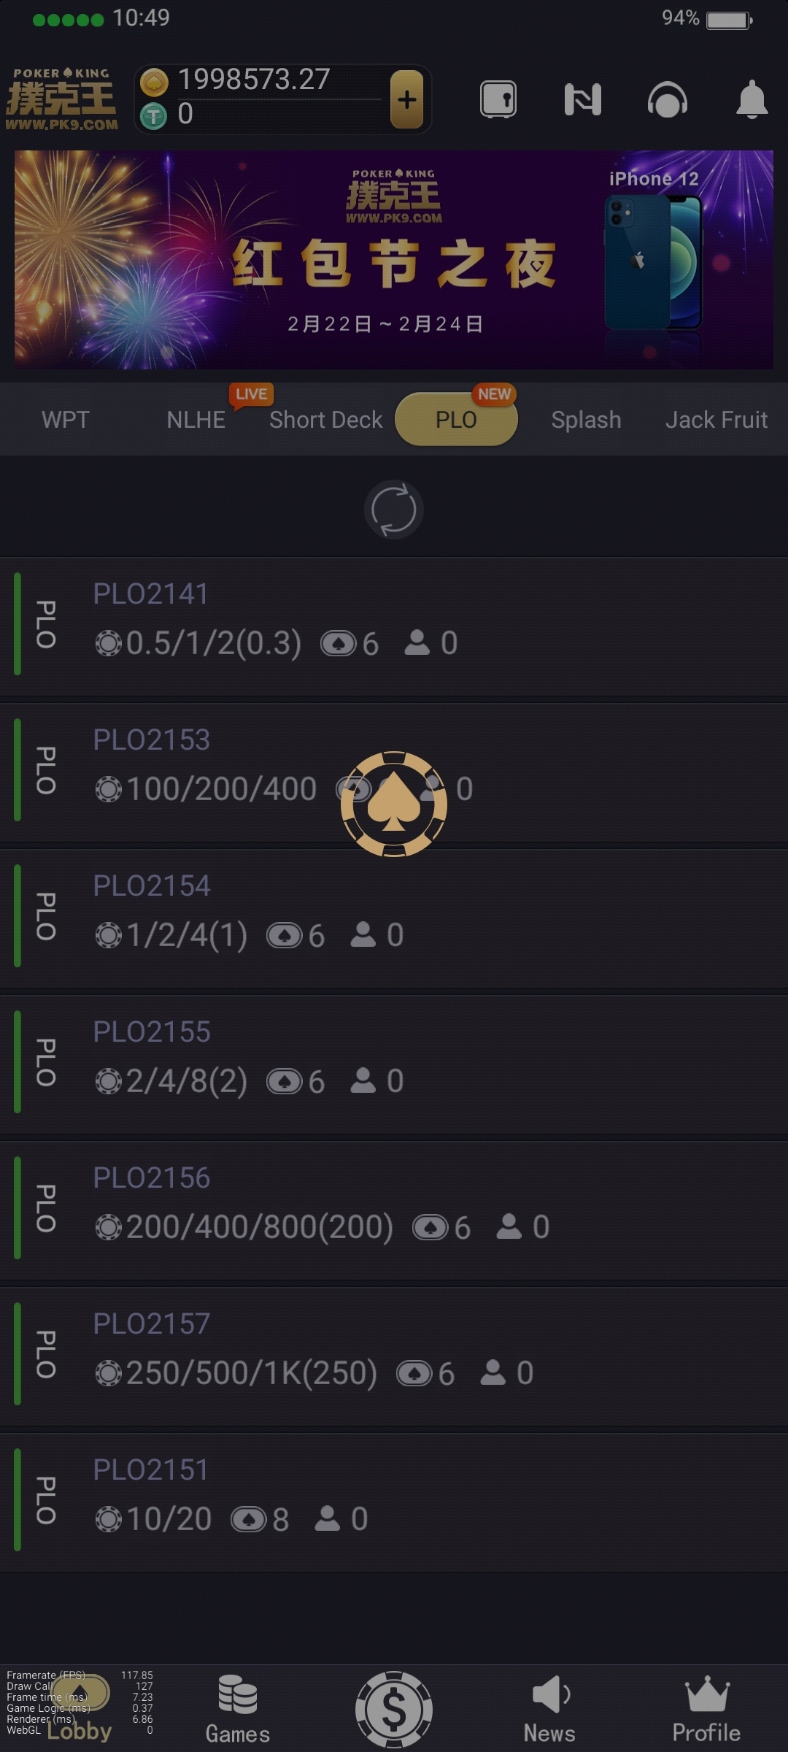 10:49
94%
POKER KING
撲克王
WWW.PK9.COM
1998573.27
0
POKER KING
撲克王
WWW.PK9.COM
iPhone 12
红包节之夜
2月22日~2月24日
WPT
NLHE
LIVE
Short Deck
PLO
NEW
Splash
Jack Fruit
PLO
PLO2141
0.5/1/2(0.3) 6 0
PLO
PLO2153
100/200/400 0
PLO
PLO2154
1/2/4(1) 6 0
PLO
PLO2155
2/4/8(2) 6 0
PLO
PLO2156
200/400/800(200) 6 0
PLO
PLO2157
250/500/1K(250) 6 0
PLO
PLO2151
10/20 8 0
Framerate (FPS) 117.85
Draw Call 127
Frame time (ms) 7.23
Game Logic (ms) 0.37
Renderer (ms) 6.86
WebGL 0
Lobby
Games
$
News
Profile